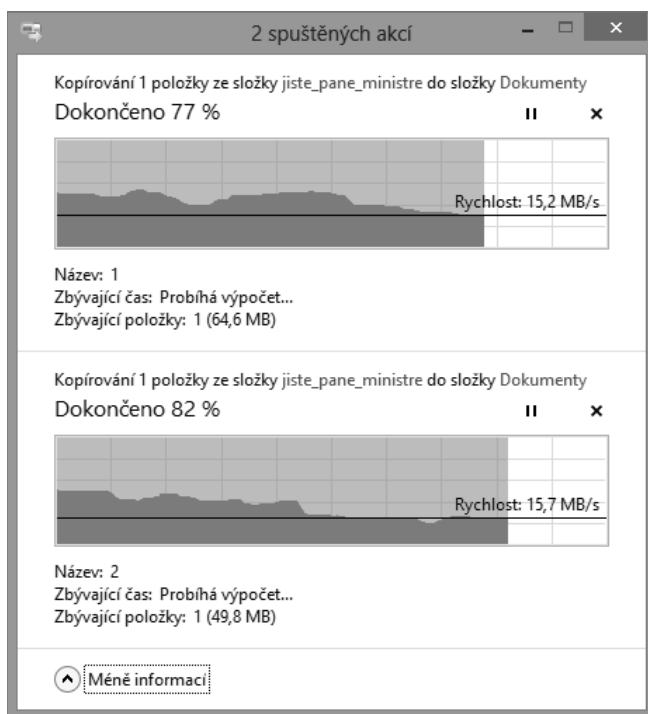 2 spuštěných akcí
Kopírování 1 položky ze složky jiste_pane_ministre do složky Dokumenty
Dokončeno 77 %
Rychlost: 15,2 MB/s
Název: 1
Zbývající čas: Probíhá výpočet...
Zbývající položky: 1 (64,6 MB)
Kopírování 1 položky ze složky jiste_pane_ministre do složky Dokumenty
Dokončeno 82 %
Rychlost: 15,7 MB/s
Název: 2
Zbývající čas: Probíhá výpočet...
Zbývající položky: 1 (49,8 MB)
Méně informací